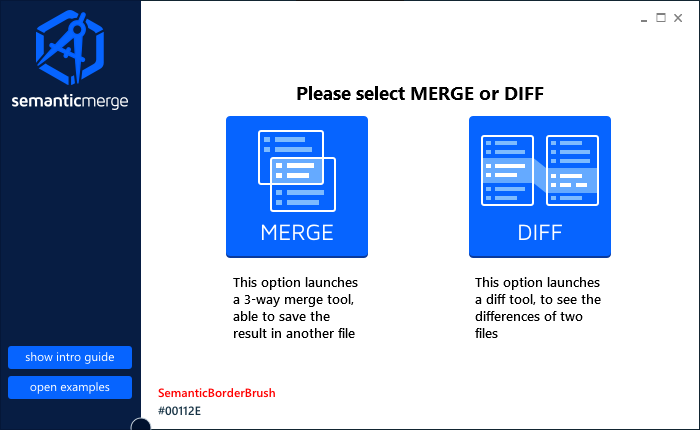 semanticmerge
Please select MERGE or DIFF
MERGE
DIFF
This option launches
a 3-way merge tool,
able to save the
result in another file
This option launches
a diff tool, to see the
differences of two
files
show intro guide
open examples
SemanticBorderBrush
#00112E